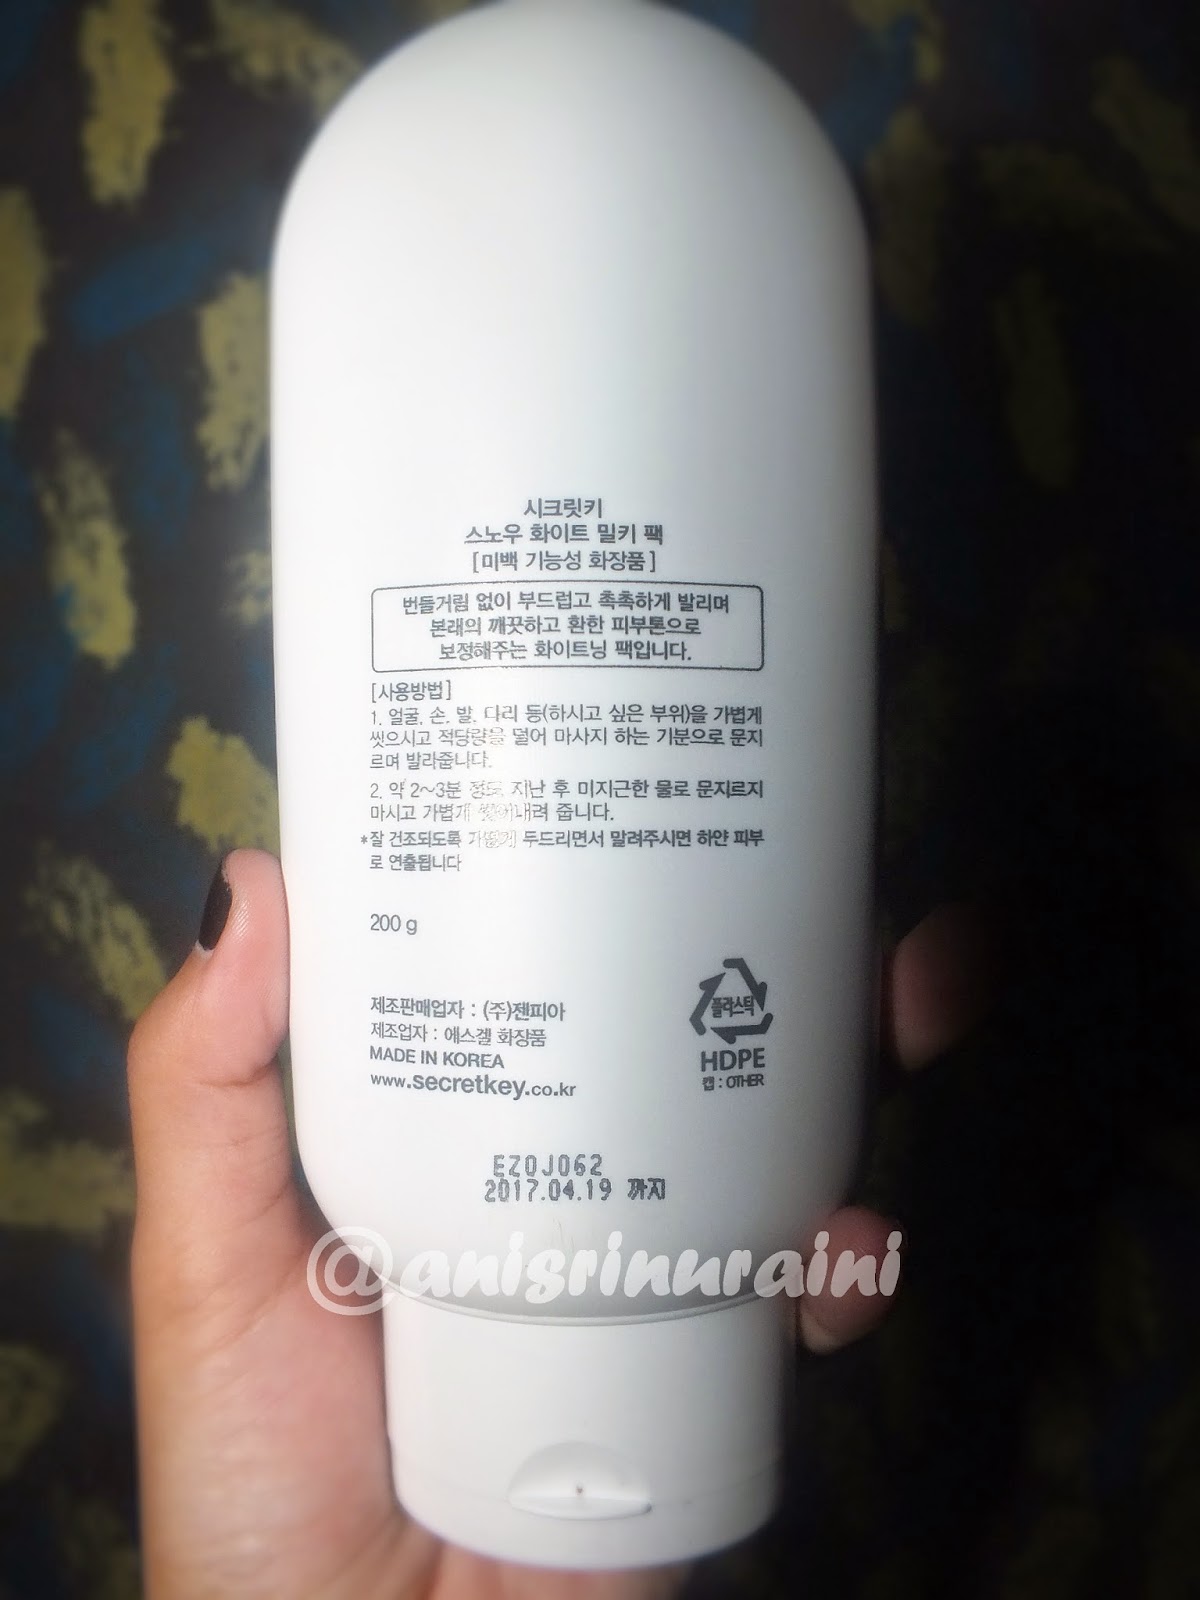 시크릿키
스노우 화이트 밀키 팩
[미백 기능성 화장품]
번들거림 없이 부드럽고 촉촉하게 발리며
본래의 깨끗하고 환한 피부톤으로
보정해주는 화이트닝 팩입니다.
[사용방법]
1. 얼굴, 손, 발, 다리 등(하시고 싶은 부위)을 가볍게
씻으시고 적당량을 덜어 마사지 하는 기분으로 문지
르며 발라줍니다.
2. 약 2~3분 정도 지난 후 미지근한 물로 문지르지
마시고 가볍게 씻어내려 줍니다.
*잘 건조되도록 가볍게 두드리면서 말려주시면 하얀 피부
로 연출됩니다
200 g
제조판매업자 : (주)젠피아
제조업자 : 에스겔 화장품
MADE IN KOREA
www.secretkey.co.kr
플라스틱
HDPE
캡 : OTHER
EZ0J062
2017.04.19 까지
@anisrinuraini